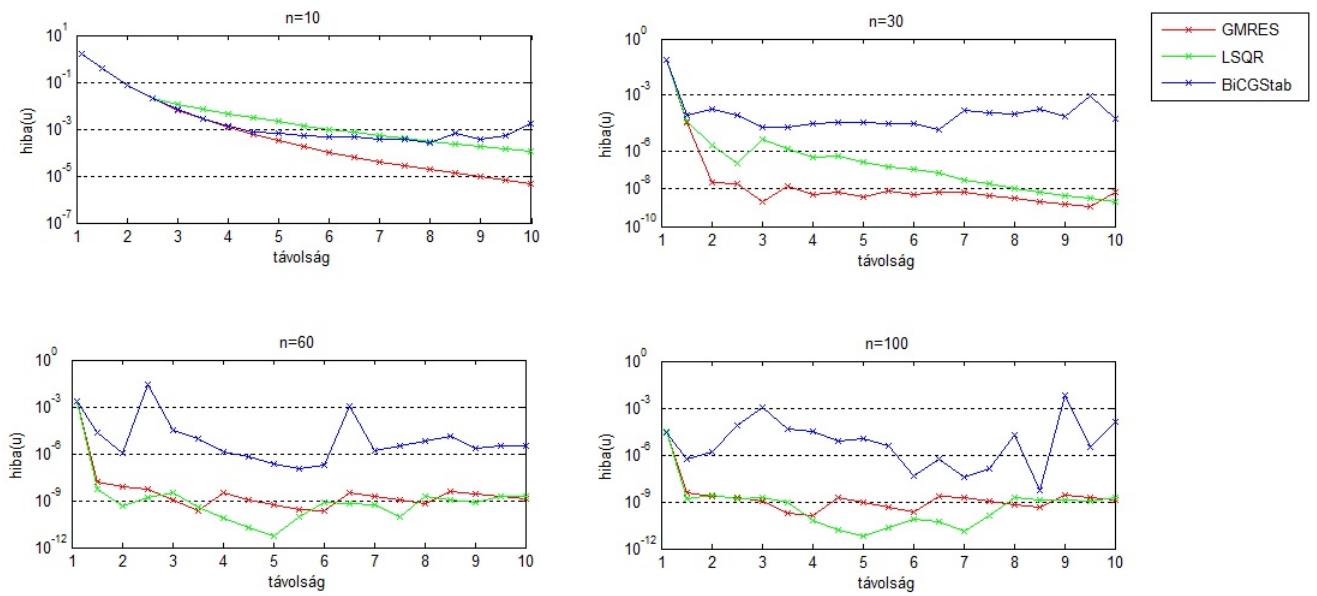 n=10
10^1
10^-1
10^-3
10^-5
10^-7
hiba(u)
1 2 3 4 5 6 7 8 9 10
távolság
n=30
10^0
10^-3
10^-6
10^-8
10^-10
hiba(u)
1 2 3 4 5 6 7 8 9 10
távolság
GMRES
LSQR
BiCGStab
n=60
10^0
10^-3
10^-6
10^-9
10^-12
hiba(u)
1 2 3 4 5 6 7 8 9 10
távolság
n=100
10^0
10^-3
10^-6
10^-9
10^-12
hiba(u)
1 2 3 4 5 6 7 8 9 10
távolság